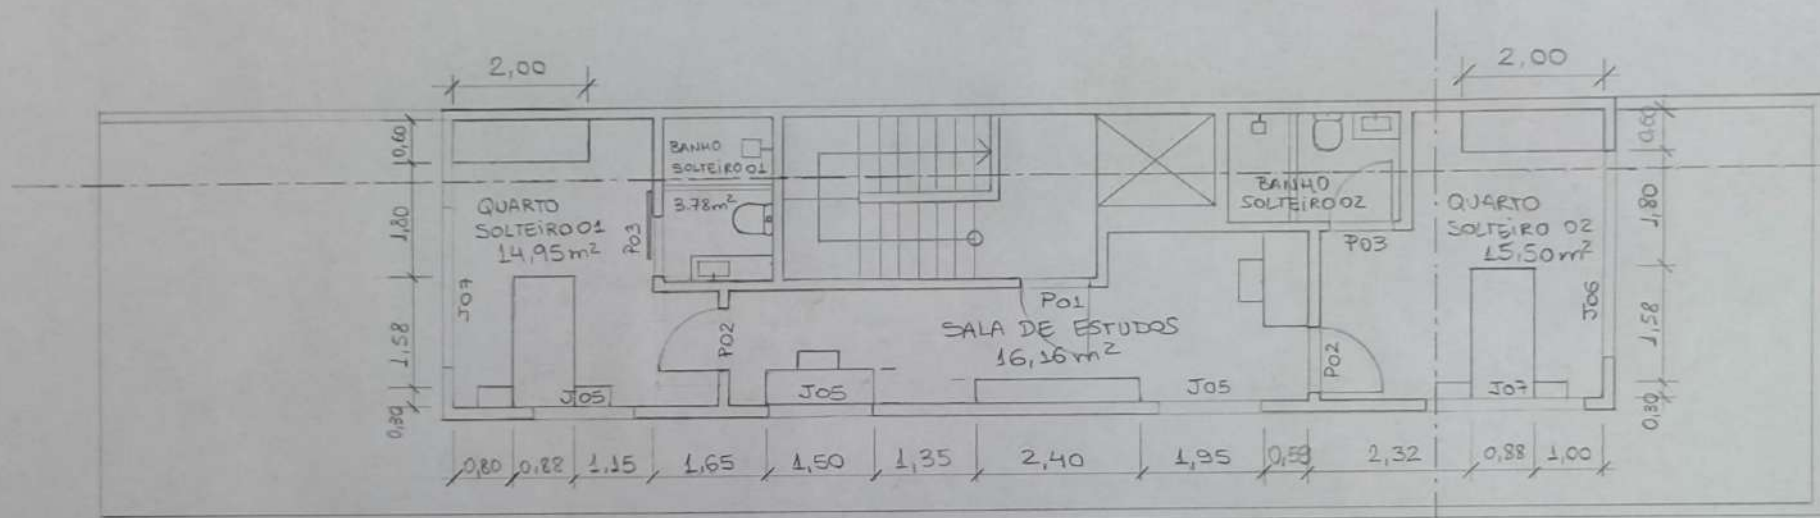 2,00
2,00
0,60
1,80
1,58
0,30
QUARTO
SOLTEIRO 01
14,95m²
J07
J05
P03
BANHO
SOLTEIRO 01
3.78m²
P02
J05
P01
SALA DE ESTUDOS
16,16m²
J05
BANHO
SOLTEIRO 02
P03
P02
QUARTO
SOLTEIRO 02
15,50m²
J06
J07
0,60
1,80
1,58
0,30
0,80 0,88 1,15 1,65 1,50 1,35 2,40 1,95 0,59 2,32 0,88 1,00